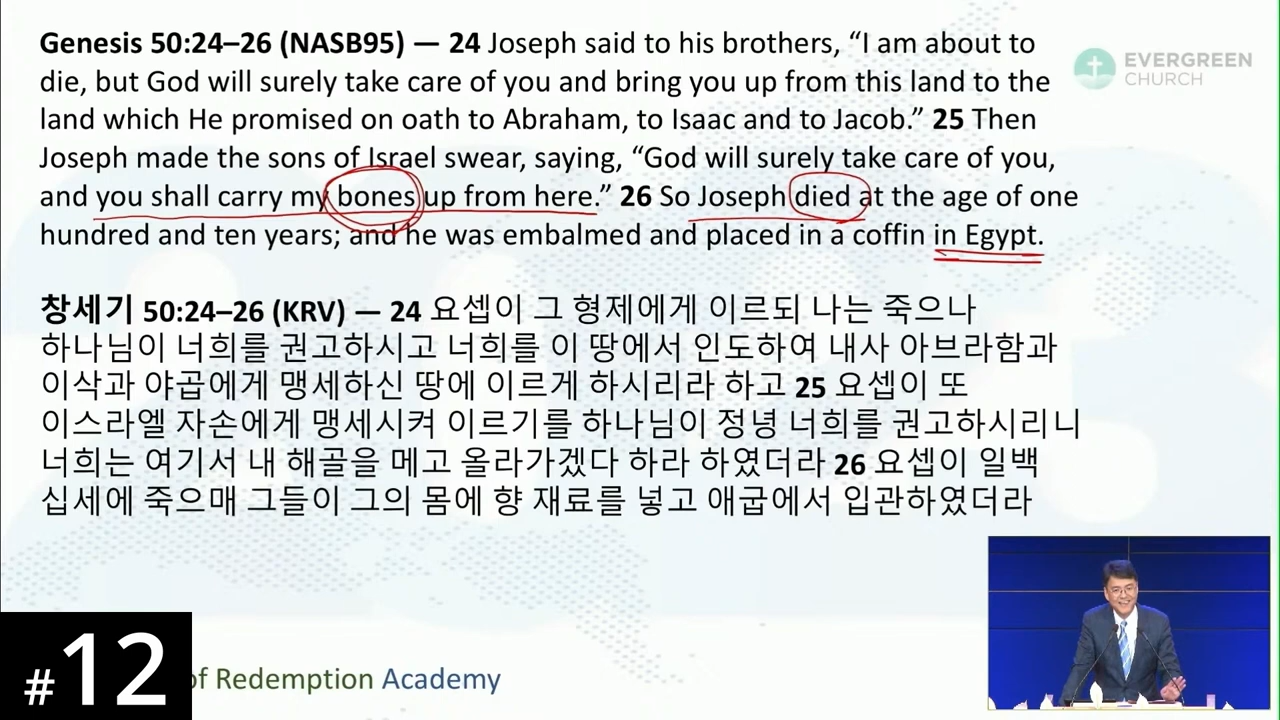 Genesis 50:24–26 (NASB95) — 24 Joseph said to his brothers, “I am about to
die, but God will surely take care of you and bring you up from this land to the
land which He promised on oath to Abraham, to Isaac and to Jacob.” 25 Then
Joseph made the sons of Israel swear, saying, “God will surely take care of you,
and you shall carry my bones up from here.” 26 So Joseph died at the age of one
hundred and ten years; and he was embalmed and placed in a coffin in Egypt.
EVERGREEN
CHURCH
창세기 50:24–26 (KRV) — 24 요셉이 그 형제에게 이르되 나는 죽으나
하나님이 너희를 권고하시고 너희를 이 땅에서 인도하여 내사 아브라함과
이삭과 야곱에게 맹세하신 땅에 이르게 하시리라 하고 25 요셉이 또
이스라엘 자손에게 맹세시켜 이르기를 하나님이 정녕 너희를 권고하시리니
너희는 여기서 내 해골을 메고 올라가겠다 하라 하였더라 26 요셉이 일백
십세에 죽으매 그들이 그의 몸에 향 재료를 넣고 애굽에서 입관하였더라
#12
of Redemption Academy